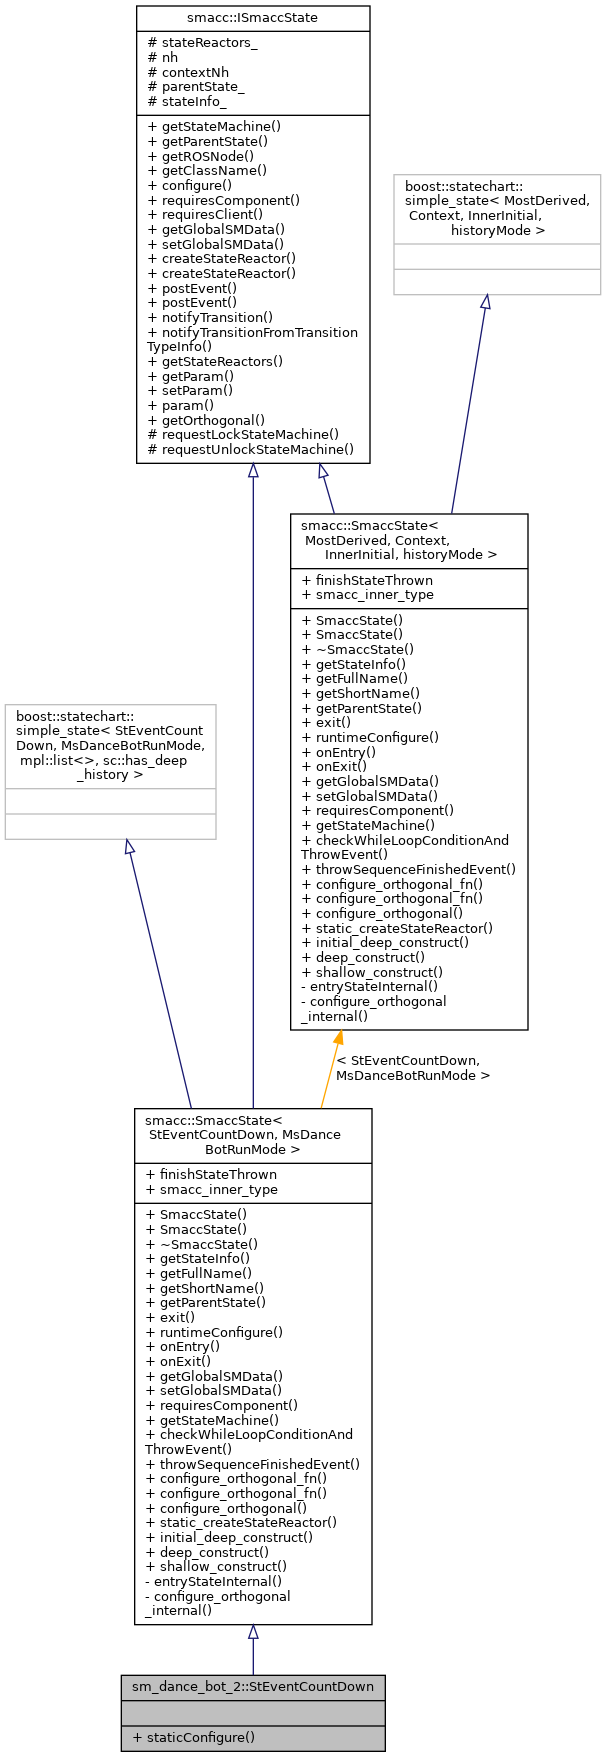 smacc::ISmaccState
# stateReactors_
# nh
# contextNh
# parentState_
# stateInfo_
+ getStateMachine()
+ getParentState()
+ getROSNode()
+ getClassName()
+ configure()
+ requiresComponent()
+ requiresClient()
+ getGlobalSMData()
+ setGlobalSMData()
+ createStateReactor()
+ createStateReactor()
+ postEvent()
+ postEvent()
+ notifyTransition()
+ notifyTransitionFromTransition
TypeInfo()
+ getStateReactors()
+ getParam()
+ setParam()
+ param()
+ getOrthogonal()
# requestLockStateMachine()
# requestUnlockStateMachine()
boost::statechart::
simple_state< MostDerived,
Context, InnerInitial,
historyMode >
smacc::SmaccState<
MostDerived, Context,
InnerInitial, historyMode >
+ finishStateThrown
+ smacc_inner_type
+ SmaccState()
+ SmaccState()
+ ~SmaccState()
+ getStateInfo()
+ getFullName()
+ getShortName()
+ getParentState()
+ exit()
+ runtimeConfigure()
+ onEntry()
+ onExit()
+ getGlobalSMData()
+ setGlobalSMData()
+ requiresComponent()
+ getStateMachine()
+ checkWhileLoopConditionAnd
ThrowEvent()
+ throwSequenceFinishedEvent()
+ configure_orthogonal_fn()
+ configure_orthogonal_fn()
+ configure_orthogonal()
+ static_createStateReactor()
+ initial_deep_construct()
+ deep_construct()
+ shallow_construct()
- entryStateInternal()
- configure_orthogonal
_internal()
boost::statechart::
simple_state< StEventCount
Down, MsDanceBotRunMode,
mpl::list<>, sc::has_deep
_history >
< StEventCountDown,
MsDanceBotRunMode >
smacc::SmaccState<
StEventCountDown, MsDance
BotRunMode >
+ finishStateThrown
+ smacc_inner_type
+ SmaccState()
+ SmaccState()
+ ~SmaccState()
+ getStateInfo()
+ getFullName()
+ getShortName()
+ getParentState()
+ exit()
+ runtimeConfigure()
+ onEntry()
+ onExit()
+ getGlobalSMData()
+ setGlobalSMData()
+ requiresComponent()
+ getStateMachine()
+ checkWhileLoopConditionAnd
ThrowEvent()
+ throwSequenceFinishedEvent()
+ configure_orthogonal_fn()
+ configure_orthogonal_fn()
+ configure_orthogonal()
+ static_createStateReactor()
+ initial_deep_construct()
+ deep_construct()
+ shallow_construct()
- entryStateInternal()
- configure_orthogonal
_internal()
sm_dance_bot_2::StEventCountDown
+ staticConfigure()